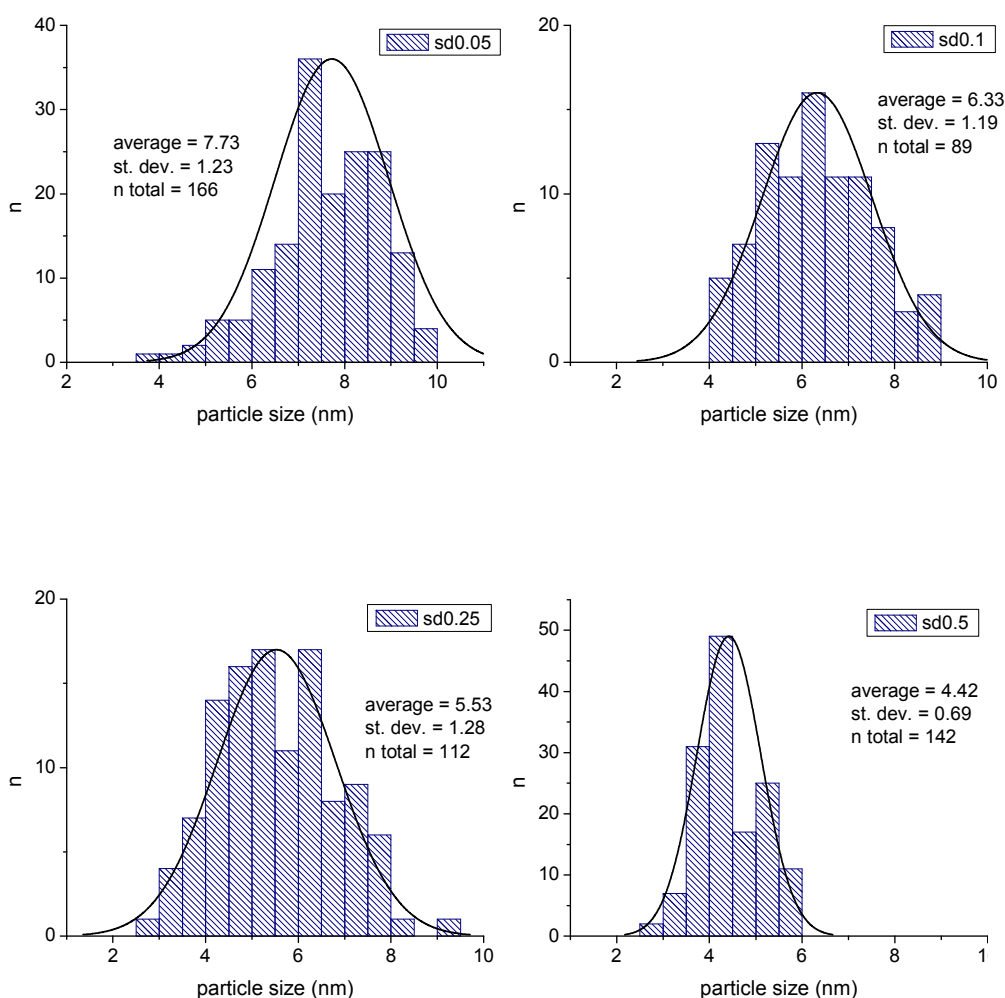 40
30
20
10
0
n
sd0.05
average = 7.73
st. dev. = 1.23
n total = 166
2 4 6 8 10
particle size (nm)
20
10
0
n
sd0.1
average = 6.33
st. dev. = 1.19
n total = 89
2 4 6 8 10
particle size (nm)
20
10
0
n
sd0.25
average = 5.53
st. dev. = 1.28
n total = 112
2 4 6 8 10
particle size (nm)
50
40
30
20
10
0
n
sd0.5
average = 4.42
st. dev. = 0.69
n total = 142
2 4 6 8 1
particle size (nm)